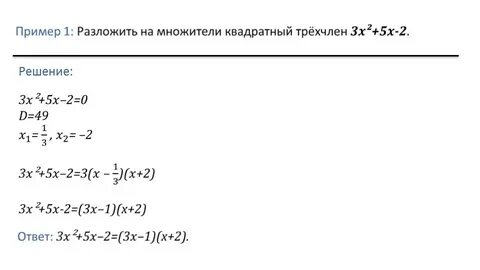 Пример 1: Разложить на множители квадратный трёхчлен 3x²+5x-2.
Решение:
3x²+5x–2=0
D=49
x₁=1/3, x₂= –2
3x²+5x–2=3(x – 1/3)(x+2)
3x²+5x-2=(3x–1)(x+2)
Ответ: 3x²+5x–2=(3x–1)(x+2).